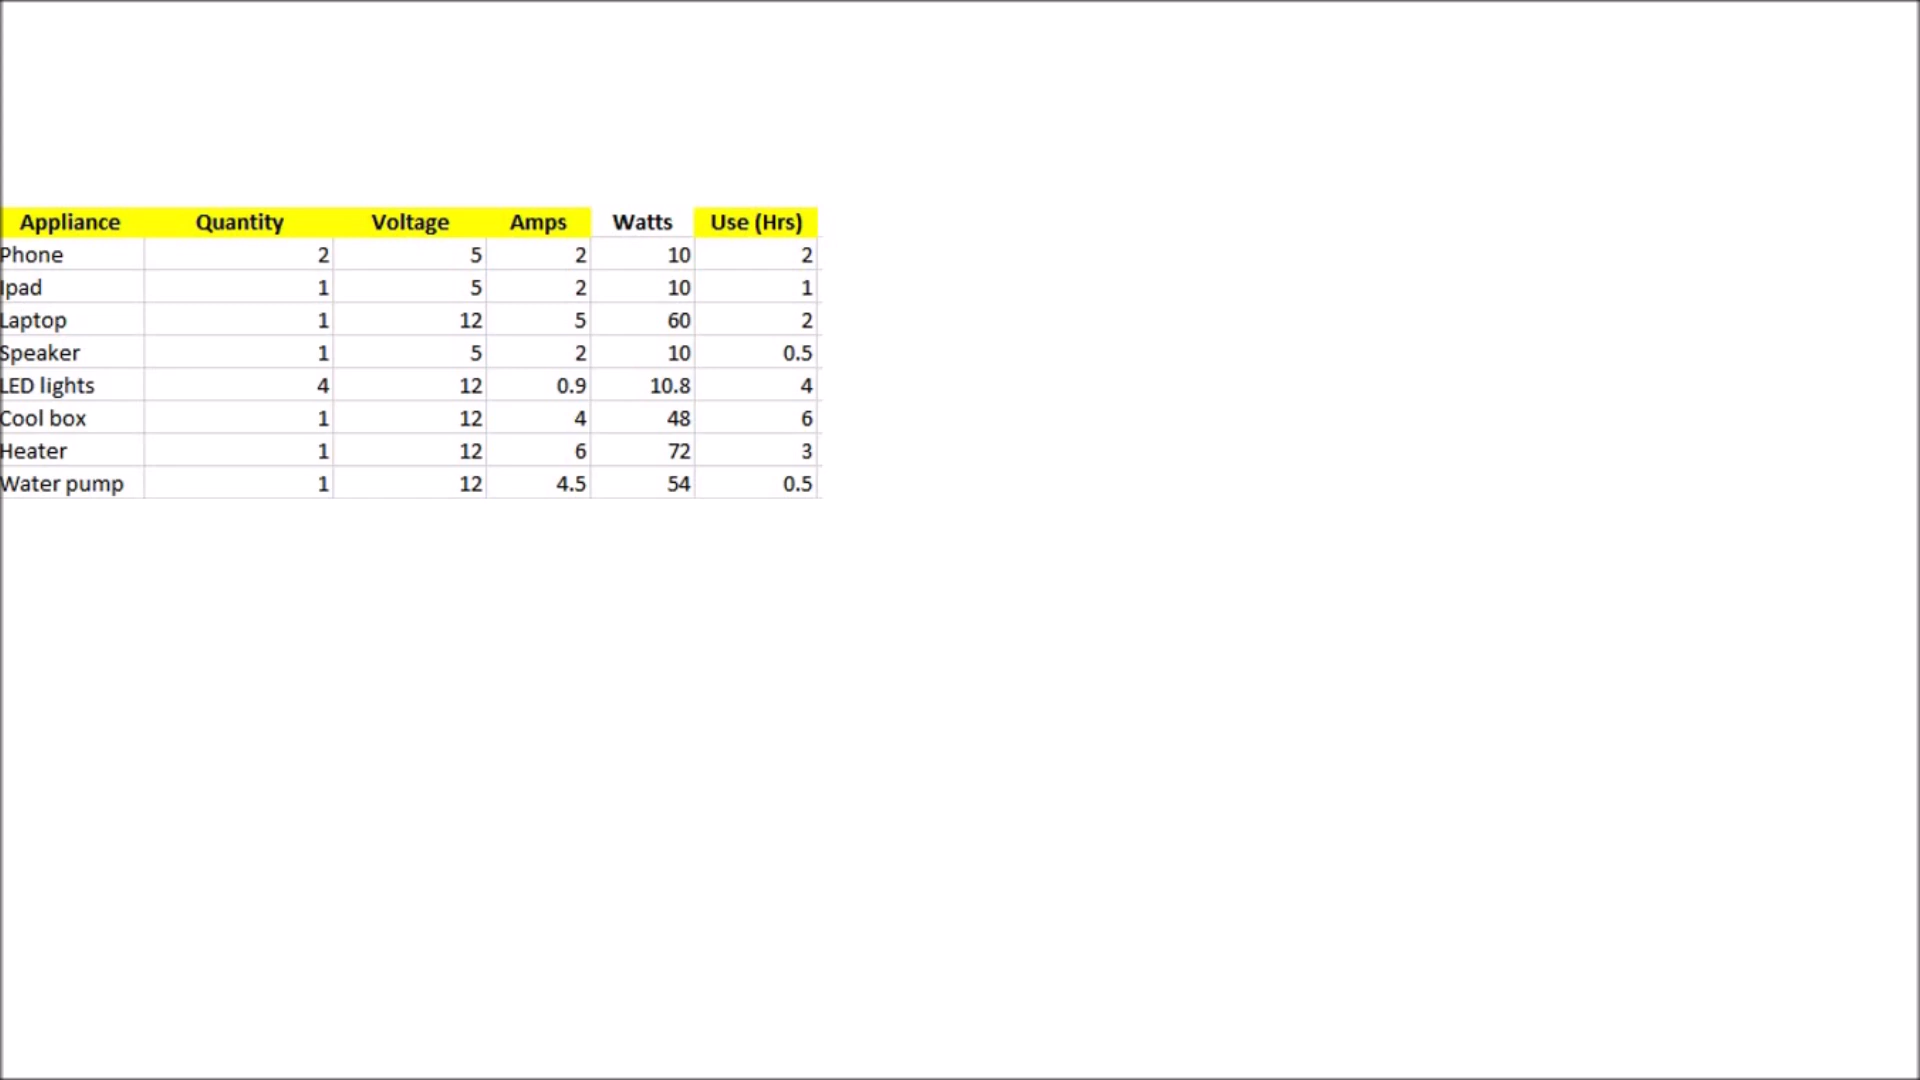 Appliance Quantity Voltage Amps Watts Use (Hrs)
Phone 2 5 2 10 2
Ipad 1 5 2 10 1
Laptop 1 12 5 60 2
Speaker 1 5 2 10 0.5
LED lights 4 12 0.9 10.8 4
Cool box 1 12 4 48 6
Heater 1 12 6 72 3
Water pump 1 12 4.5 54 0.5